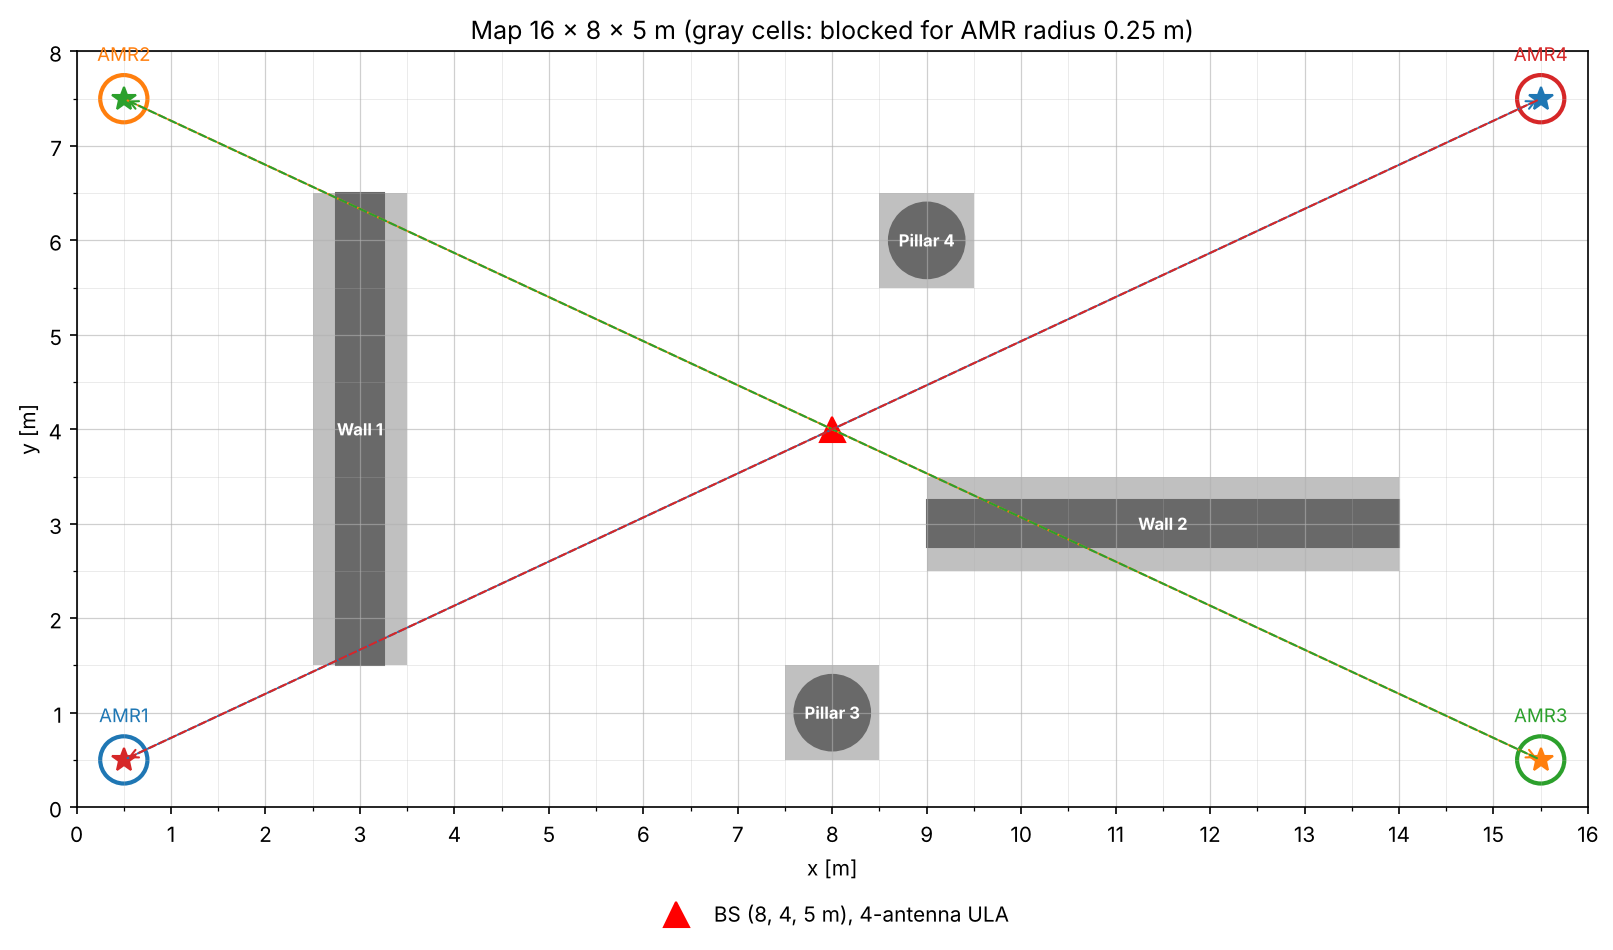 Map 16 × 8 × 5 m (gray cells: blocked for AMR radius 0.25 m)
AMR2
AMR4
8
7
6
5
4
3
2
1
0
y [m]
Pillar 4
Wall 1
Wall 2
Pillar 3
AMR1
AMR3
0 1 2 3 4 5 6 7 8 9 10 11 12 13 14 15 16
x [m]
BS (8, 4, 5 m), 4-antenna ULA